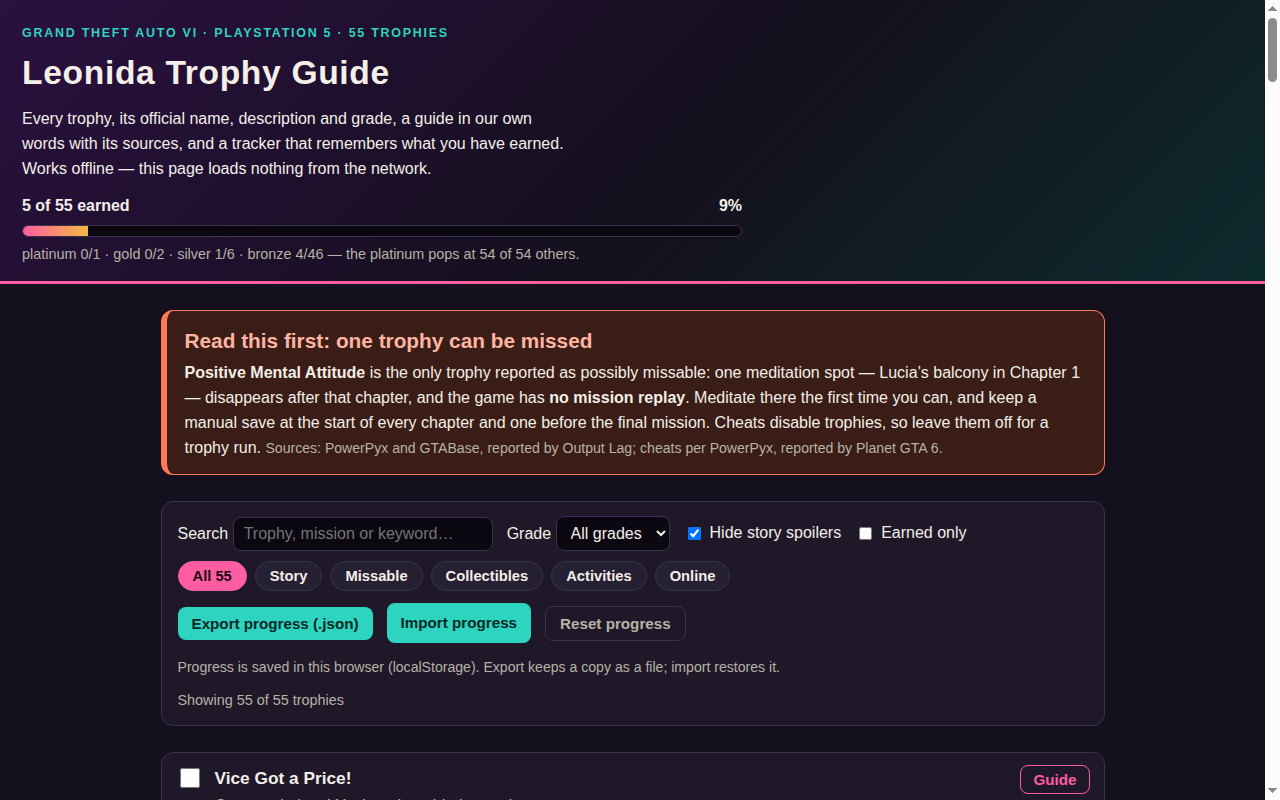 GRAND THEFT AUTO VI · PLAYSTATION 5 · 55 TROPHIES
Leonida Trophy Guide
Every trophy, its official name, description and grade, a guide in our own
words with its sources, and a tracker that remembers what you have earned.
Works offline — this page loads nothing from the network.
5 of 55 earned 9%
platinum 0/1 · gold 0/2 · silver 1/6 · bronze 4/46 — the platinum pops at 54 of 54 others.
Read this first: one trophy can be missed
Positive Mental Attitude is the only trophy reported as possibly missable: one meditation spot — Lucia’s balcony in Chapter 1
— disappears after that chapter, and the game has no mission replay. Meditate there the first time you can, and keep a
manual save at the start of every chapter and one before the final mission. Cheats disable trophies, so leave them off for a
trophy run. Sources: PowerPyx and GTABase, reported by Output Lag; cheats per PowerPyx, reported by Planet GTA 6.
Search Trophy, mission or keyword… Grade All grades Hide story spoilers Earned only
All 55 Story Missable Collectibles Activities Online
Export progress (.json) Import progress Reset progress
Progress is saved in this browser (localStorage). Export keeps a copy as a file; import restores it.
Showing 55 of 55 trophies
Vice Got a Price! Guide